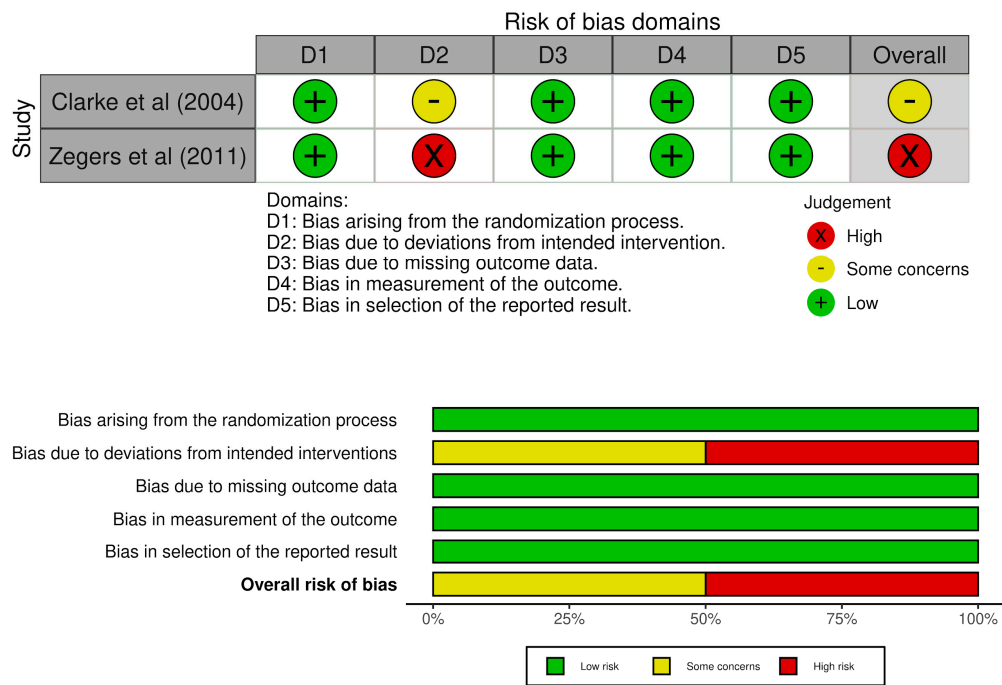 Risk of bias domains
D1 D2 D3 D4 D5 Overall
Study
Clarke et al (2004) + - + + + -
Zegers et al (2011) + X + + + X
Domains:
D1: Bias arising from the randomization process.
D2: Bias due to deviations from intended intervention.
D3: Bias due to missing outcome data.
D4: Bias in measurement of the outcome.
D5: Bias in selection of the reported result.
Judgement
X High
- Some concerns
+ Low
Bias arising from the randomization process
Bias due to deviations from intended interventions
Bias due to missing outcome data
Bias in measurement of the outcome
Bias in selection of the reported result
Overall risk of bias
0% 25% 50% 75% 100%
Low risk Some concerns High risk